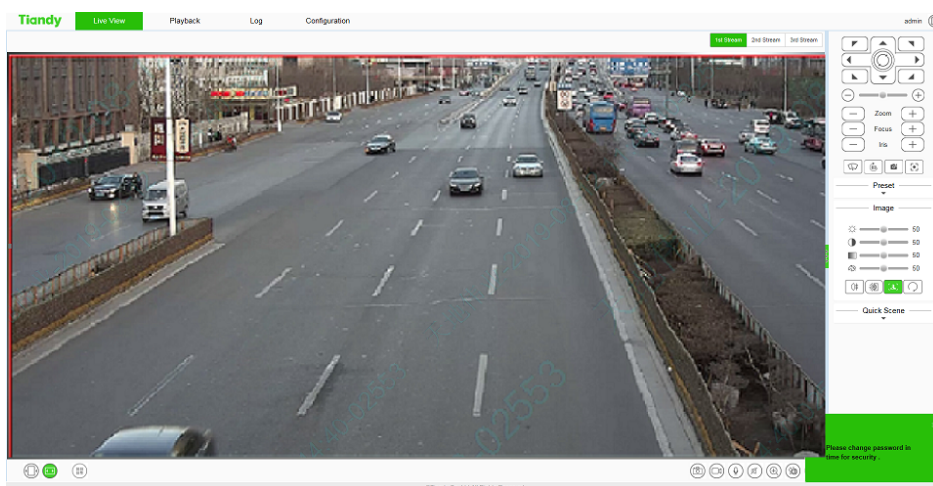 Tiandy
Live View
Playback
Log
Configuration
admin
1st Stream
2nd Stream
3rd Stream
Zoom
Focus
Iris
Preset
Image
50
50
50
50
Quick Scene
Please change password in
time for security .
02553